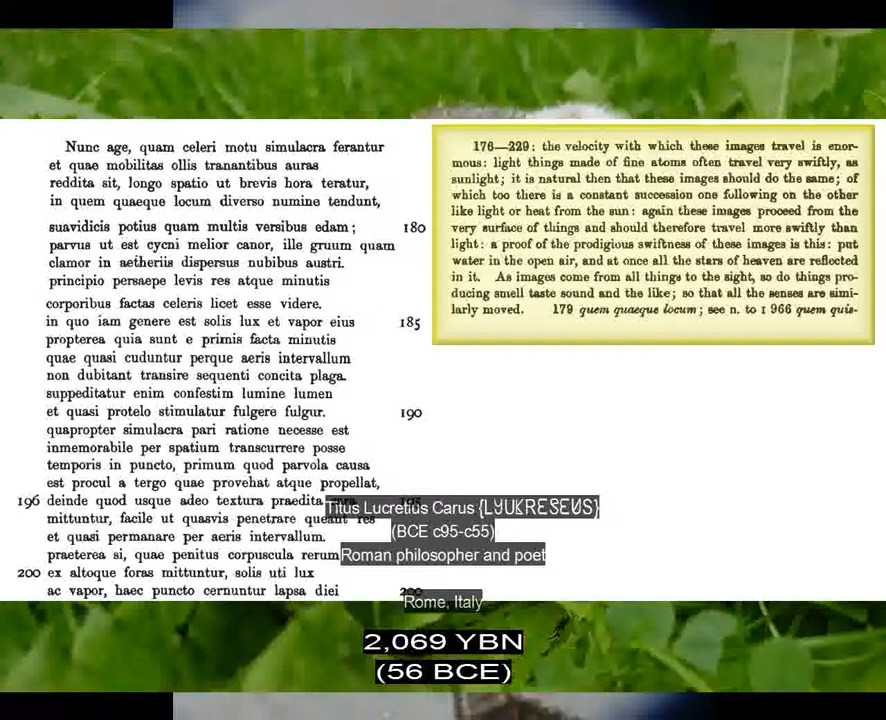 Nunc age, quam celeri motu simulacra ferantur
et quae mobilitas ollis tranantibus auras
reddita sit, longo spatio ut brevis hora teratur,
in quem quaeque locum diverso numine tendunt,
suavidicis potius quam multis versibus edam; 180
parvus ut est cycni melior canor, ille gruum quam
clamor in aetheriis dispersus nubibus austri.
principio persaepe levis res atque minutis
corporibus factas celeris licet esse videre.
in quo iam genere est solis lux et vapor eius 185
propterea quia sunt e primis facta minutis
quae quasi cuduntur perque aeris intervallum
non dubitant transire sequenti concita plaga.
suppeditatur enim confestim lumine lumen
et quasi protelo stimulatur fulgere fulgur. 190
quapropter simulacra pari ratione necesse est
inmemorabile per spatium transcurrere posse
temporis in puncto, primum quod parvola causa
est procul a tergo quae provehat atque propellat,
196 deinde quod usque adeo textura praedita
mittuntur, facile ut quasvis penetrare queant res
et quasi permanare per aeris intervallum.
praeterea si, quae penitus corpuscula rerum
200 ex altoque foras mittuntur, solis uti lux
ac vapor, haec puncto cernuntur lapsa diei 200
176—229: the velocity with which these images travel is enor-
mous: light things made of fine atoms often travel very swiftly, as
sunlight; it is natural then that these images should do the same; of
which too there is a constant succession one following on the other
like light or heat from the sun: again these images proceed from the
very surface of things and should therefore travel more swiftly than
light: a proof of the prodigious swiftness of these images is this: put
water in the open air, and at once all the stars of heaven are reflected
in it. As images come from all things to the sight, so do things pro-
ducing smell taste sound and the like; so that all the senses are simi-
larly moved. 179 quem quaeque locum; see n. to I 966 quem quis-
Titus Lucretius Carus
(BCE c95-c55)
Roman philosopher and poet
Rome, Italy
2,069 YBN
(56 BCE)